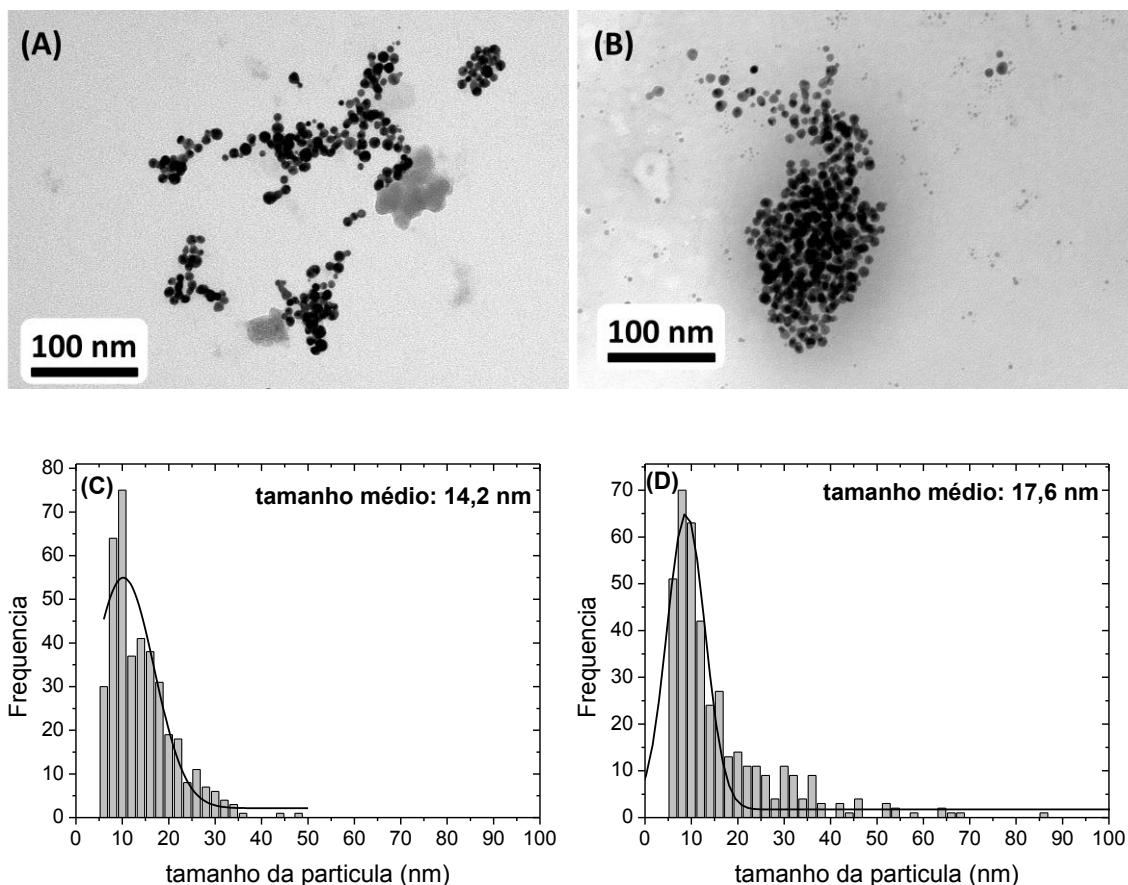 (A)
100 nm
(B)
100 nm
(C)
tamanho médio: 14,2 nm
80
70
60
50
40
30
20
10
0
Frequencia
0 10 20 30 40 50 60 70 80 90 100
tamanho da particula (nm)
(D)
tamanho médio: 17,6 nm
70
60
50
40
30
20
10
0
Frequencia
0 10 20 30 40 50 60 70 80 90 100
tamanho da particula (nm)